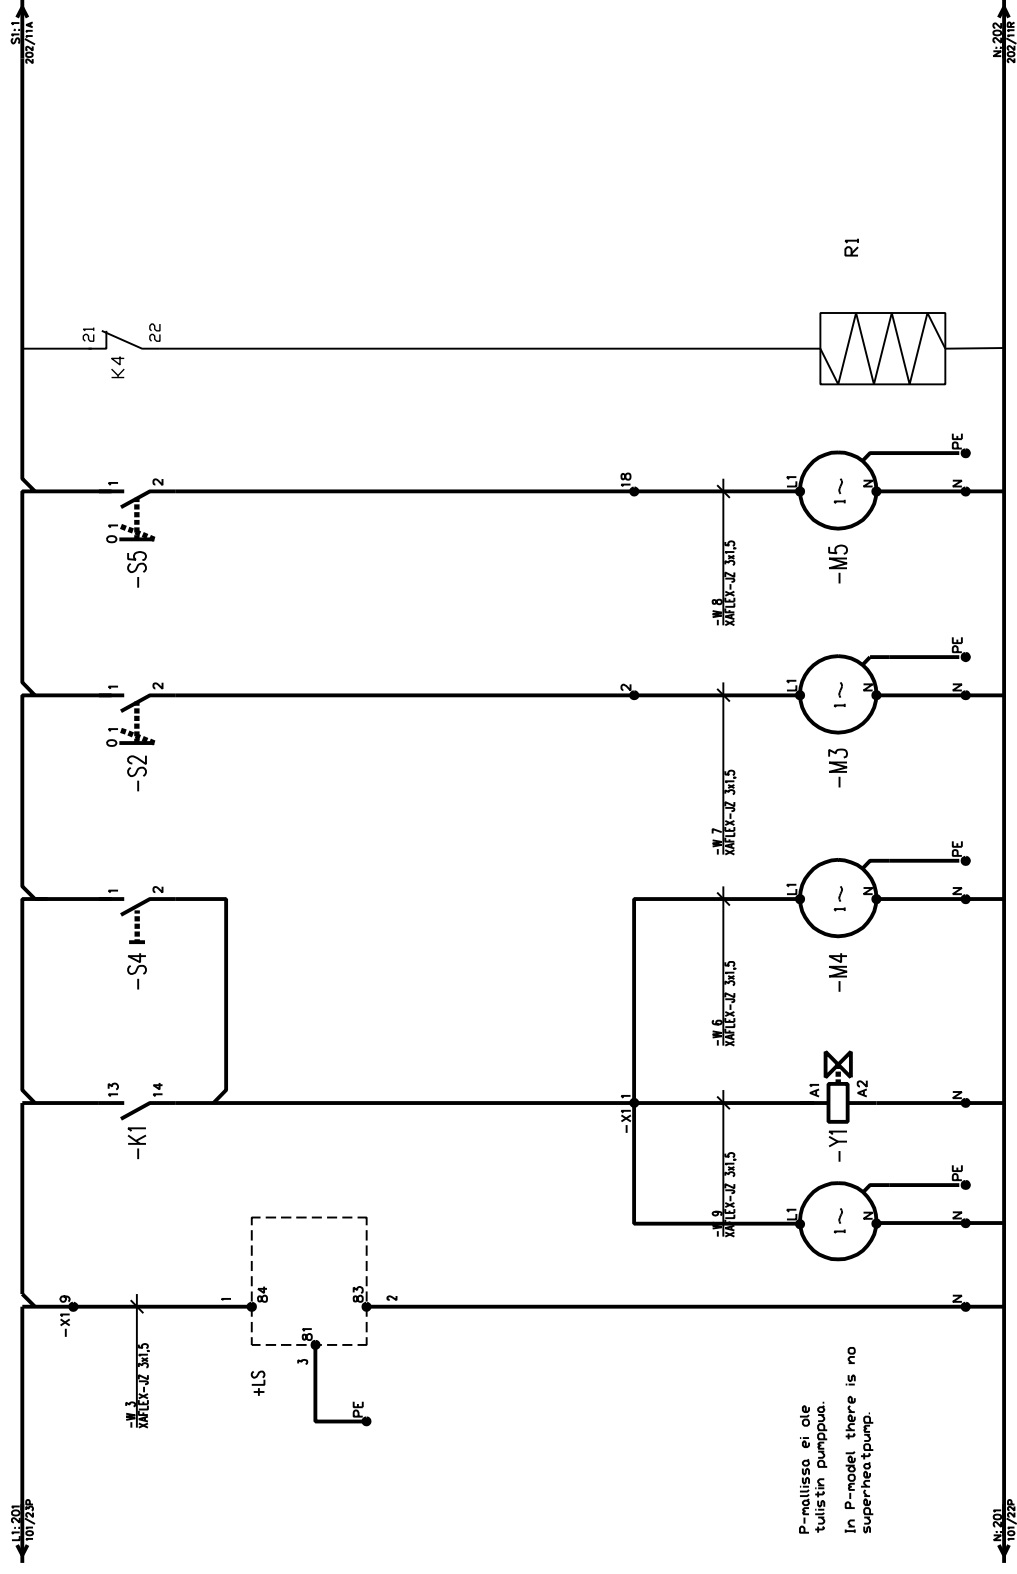 L1:201
101/23P
S1:1
202/11A
-X1 9
-W 3
XAFLEX-JZ 3x1,5
1
84
83
2
81
3
+LS
PE
N
-K1
13
14
-S4
1
2
-S2
0 1
1
2
-S5
0 1
1
2
K4
21
22
-X1 1
2
18
-W 9
XAFLEX-JZ 3x1,5
-W 6
XAFLEX-JZ 3x1,5
-W 7
XAFLEX-JZ 3x1,5
-W 8
XAFLEX-JZ 3x1,5
L1
1~
N
PE
N
-Y1
A1
A2
N
-M4
L1
1~
N
PE
N
-M3
L1
1~
N
PE
N
-M5
L1
1~
N
PE
N
R1
P-mallissa ei ole
tulistin pumppua.
In P-model there is no
superheatpump.
N:201
101/22P
N:202
202/11R